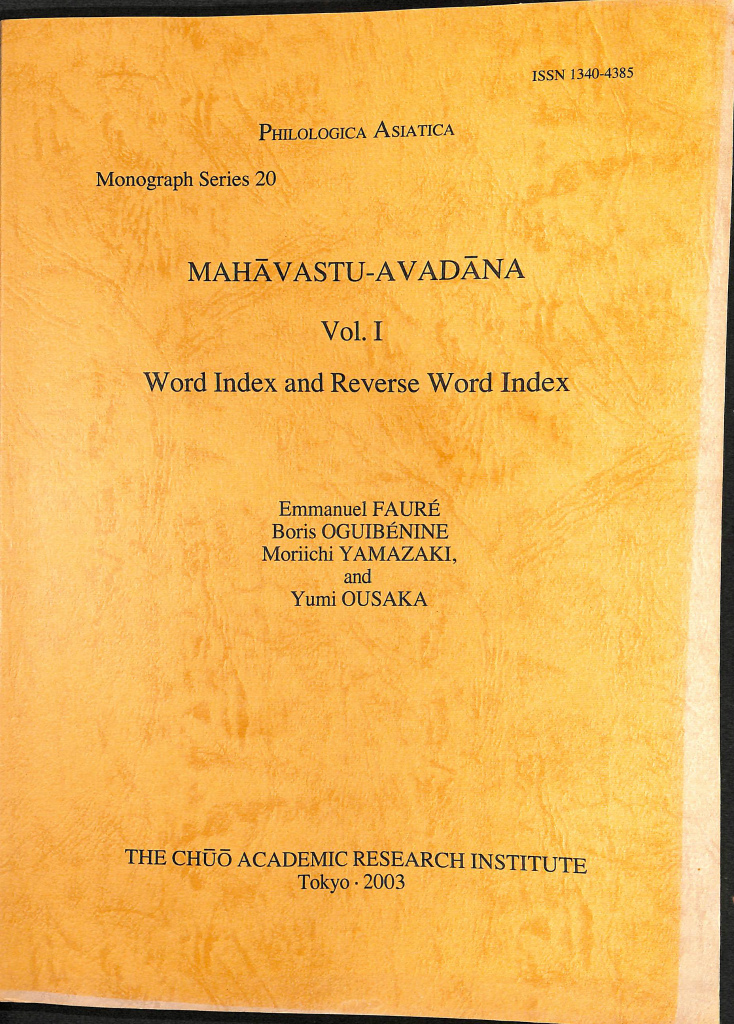 ISSN 1340-4385
PHILOLOGICA ASIATICA
Monograph Series 20
MAHĀVASTU-AVADĀNA
Vol. I
Word Index and Reverse Word Index
Emmanuel FAURÉ
Boris OGUIBÉNINE
Moriichi YAMAZAKI,
and
Yumi OUSAKA
THE CHŪŌ ACADEMIC RESEARCH INSTITUTE
Tokyo · 2003